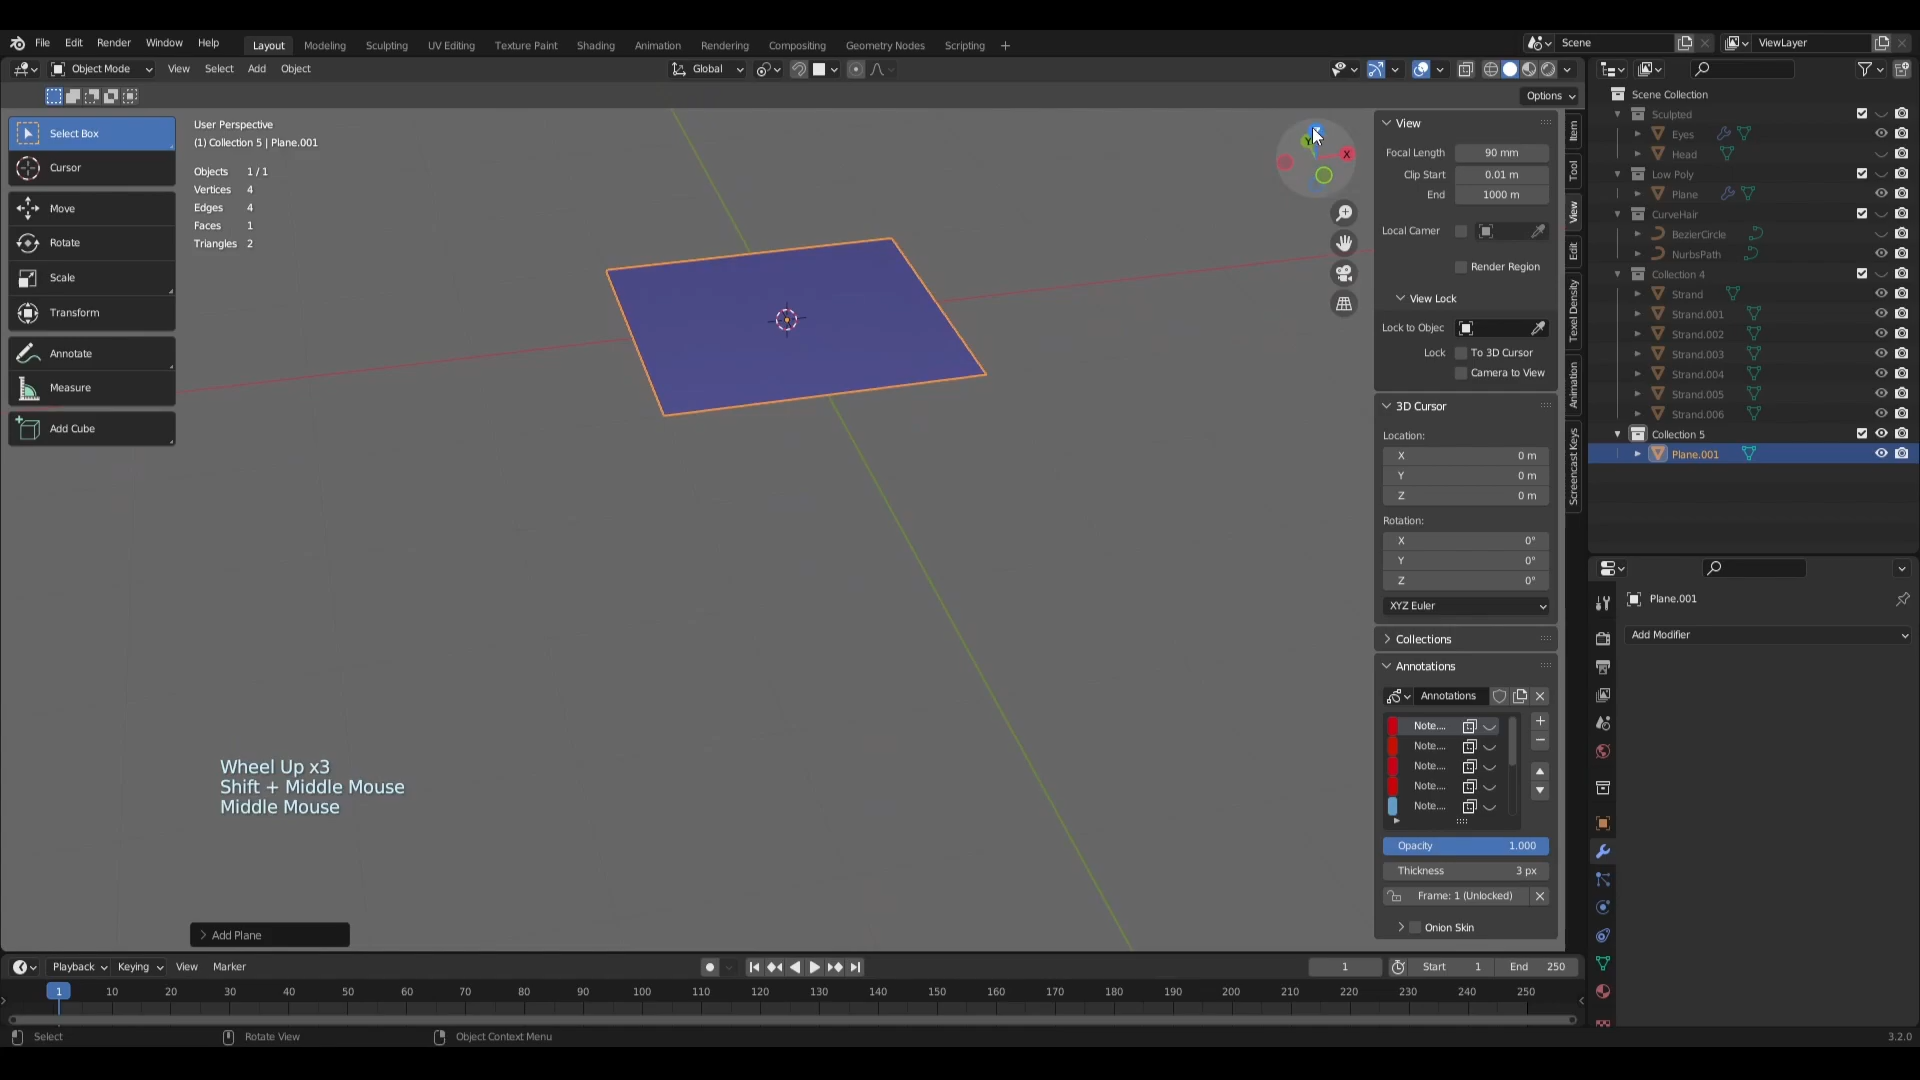 File Edit Render Window Help Layout Modeling Sculpting UV Editing Texture Paint Shading Animation Rendering Compositing Geometry Nodes Scripting Scene ViewLayer
Object Mode View Select Add Object Global
Options
Select Box
Cursor
Move
Rotate
Scale
Transform
Annotate
Measure
Add Cube
User Perspective
(1) Collection 5 | Plane.001
Objects 1 / 1
Vertices 4
Edges 4
Faces 1
Triangles 2
X
Y
Wheel Up x3
Shift + Middle Mouse
Middle Mouse
Add Plane
View
Focal Length 90 mm
Clip Start 0.01 m
End 1000 m
Local Camer
Render Region
View Lock
Lock to Objec
Lock To 3D Cursor
Camera to View
3D Cursor
Location:
X 0 m
Y 0 m
Z 0 m
Rotation:
X 0°
Y 0°
Z 0°
XYZ Euler
Collections
Annotations
Annotations
Note....
Note....
Note....
Note....
Note....
Opacity 1.000
Thickness 3 px
Frame: 1 (Unlocked)
Onion Skin
Item
Tool
View
Edit
Texel Density
Animation
Screencast Keys
Scene Collection
Sculpted
Eyes
Head
Low Poly
Plane
CurveHair
BezierCircle
NurbsPath
Collection 4
Strand
Strand.001
Strand.002
Strand.003
Strand.004
Strand.005
Strand.006
Collection 5
Plane.001
Plane.001
Add Modifier
Playback Keying View Marker 1 Start 1 End 250
1 10 20 30 40 50 60 70 80 90 100 110 120 130 140 150 160 170 180 190 200 210 220 230 240 250
Select Rotate View Object Context Menu 3.2.0